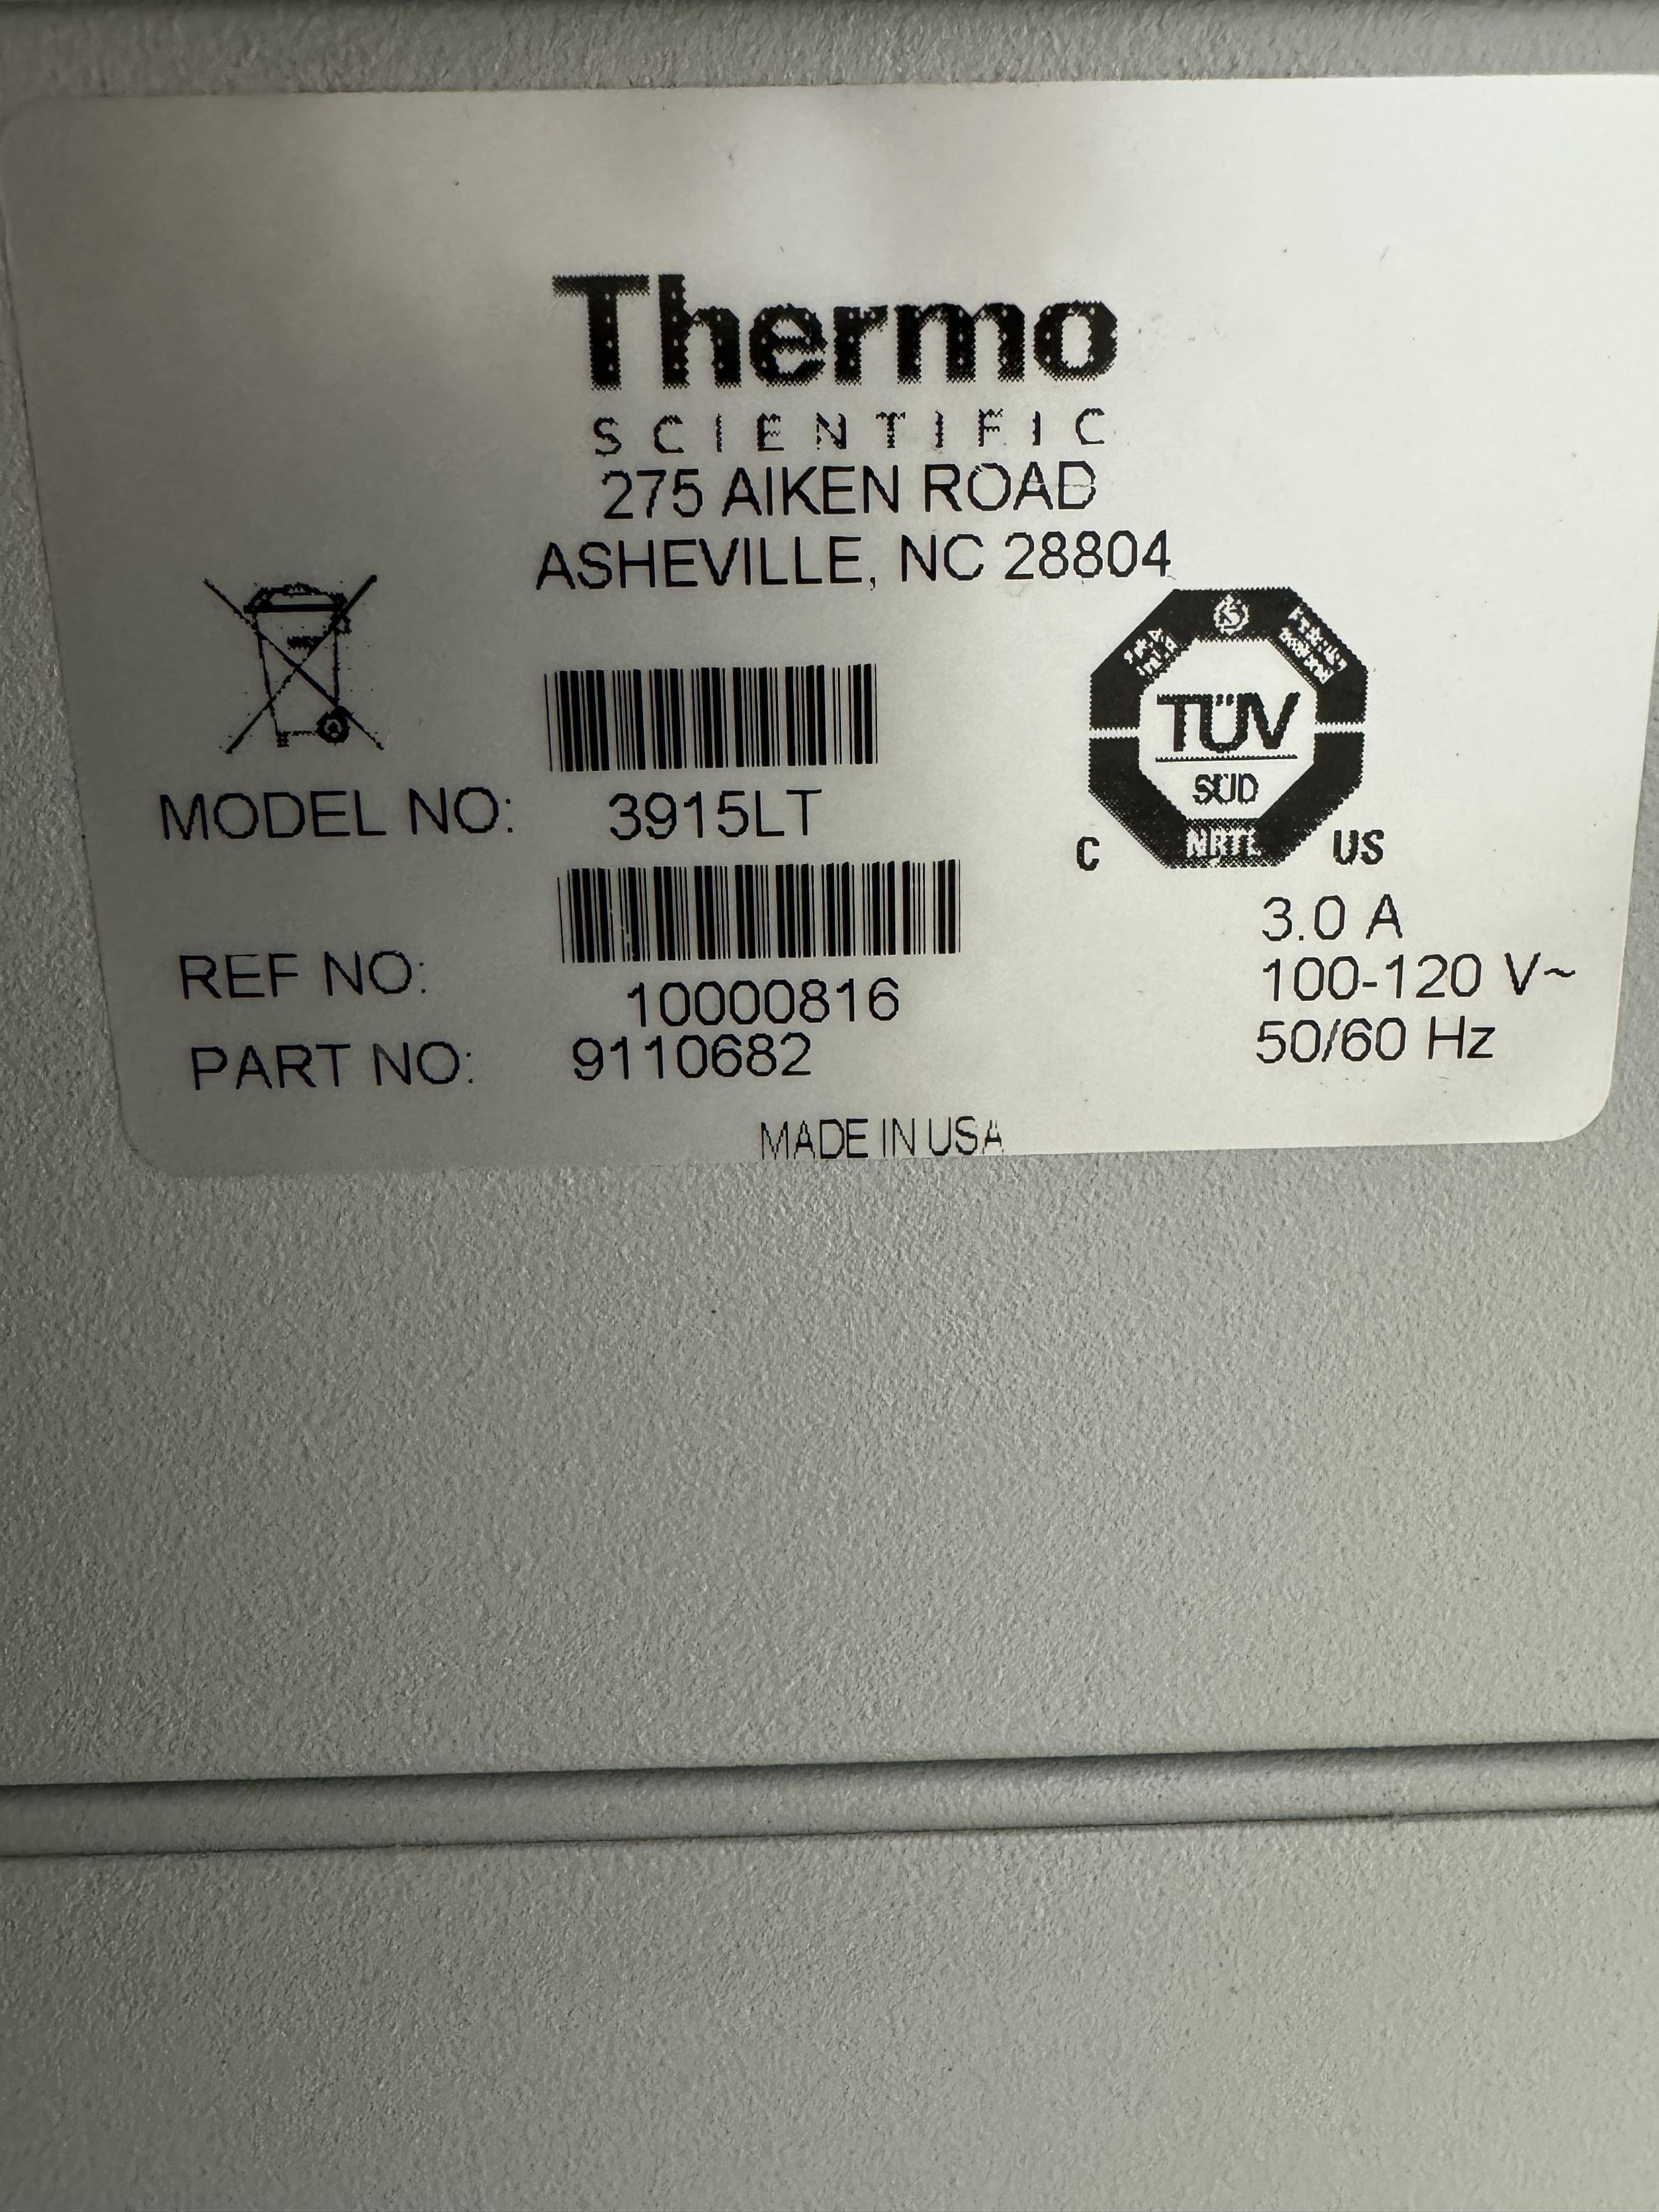 Thermo
SCIENTIFIC
275 AIKEN ROAD
ASHEVILLE, NC 28804
TÜV
SÜD
NRTL
C US
MODEL NO: 3915LT
REF NO: 10000816
PART NO: 9110682
3.0 A
100-120 V~
50/60 Hz
MADE IN USA